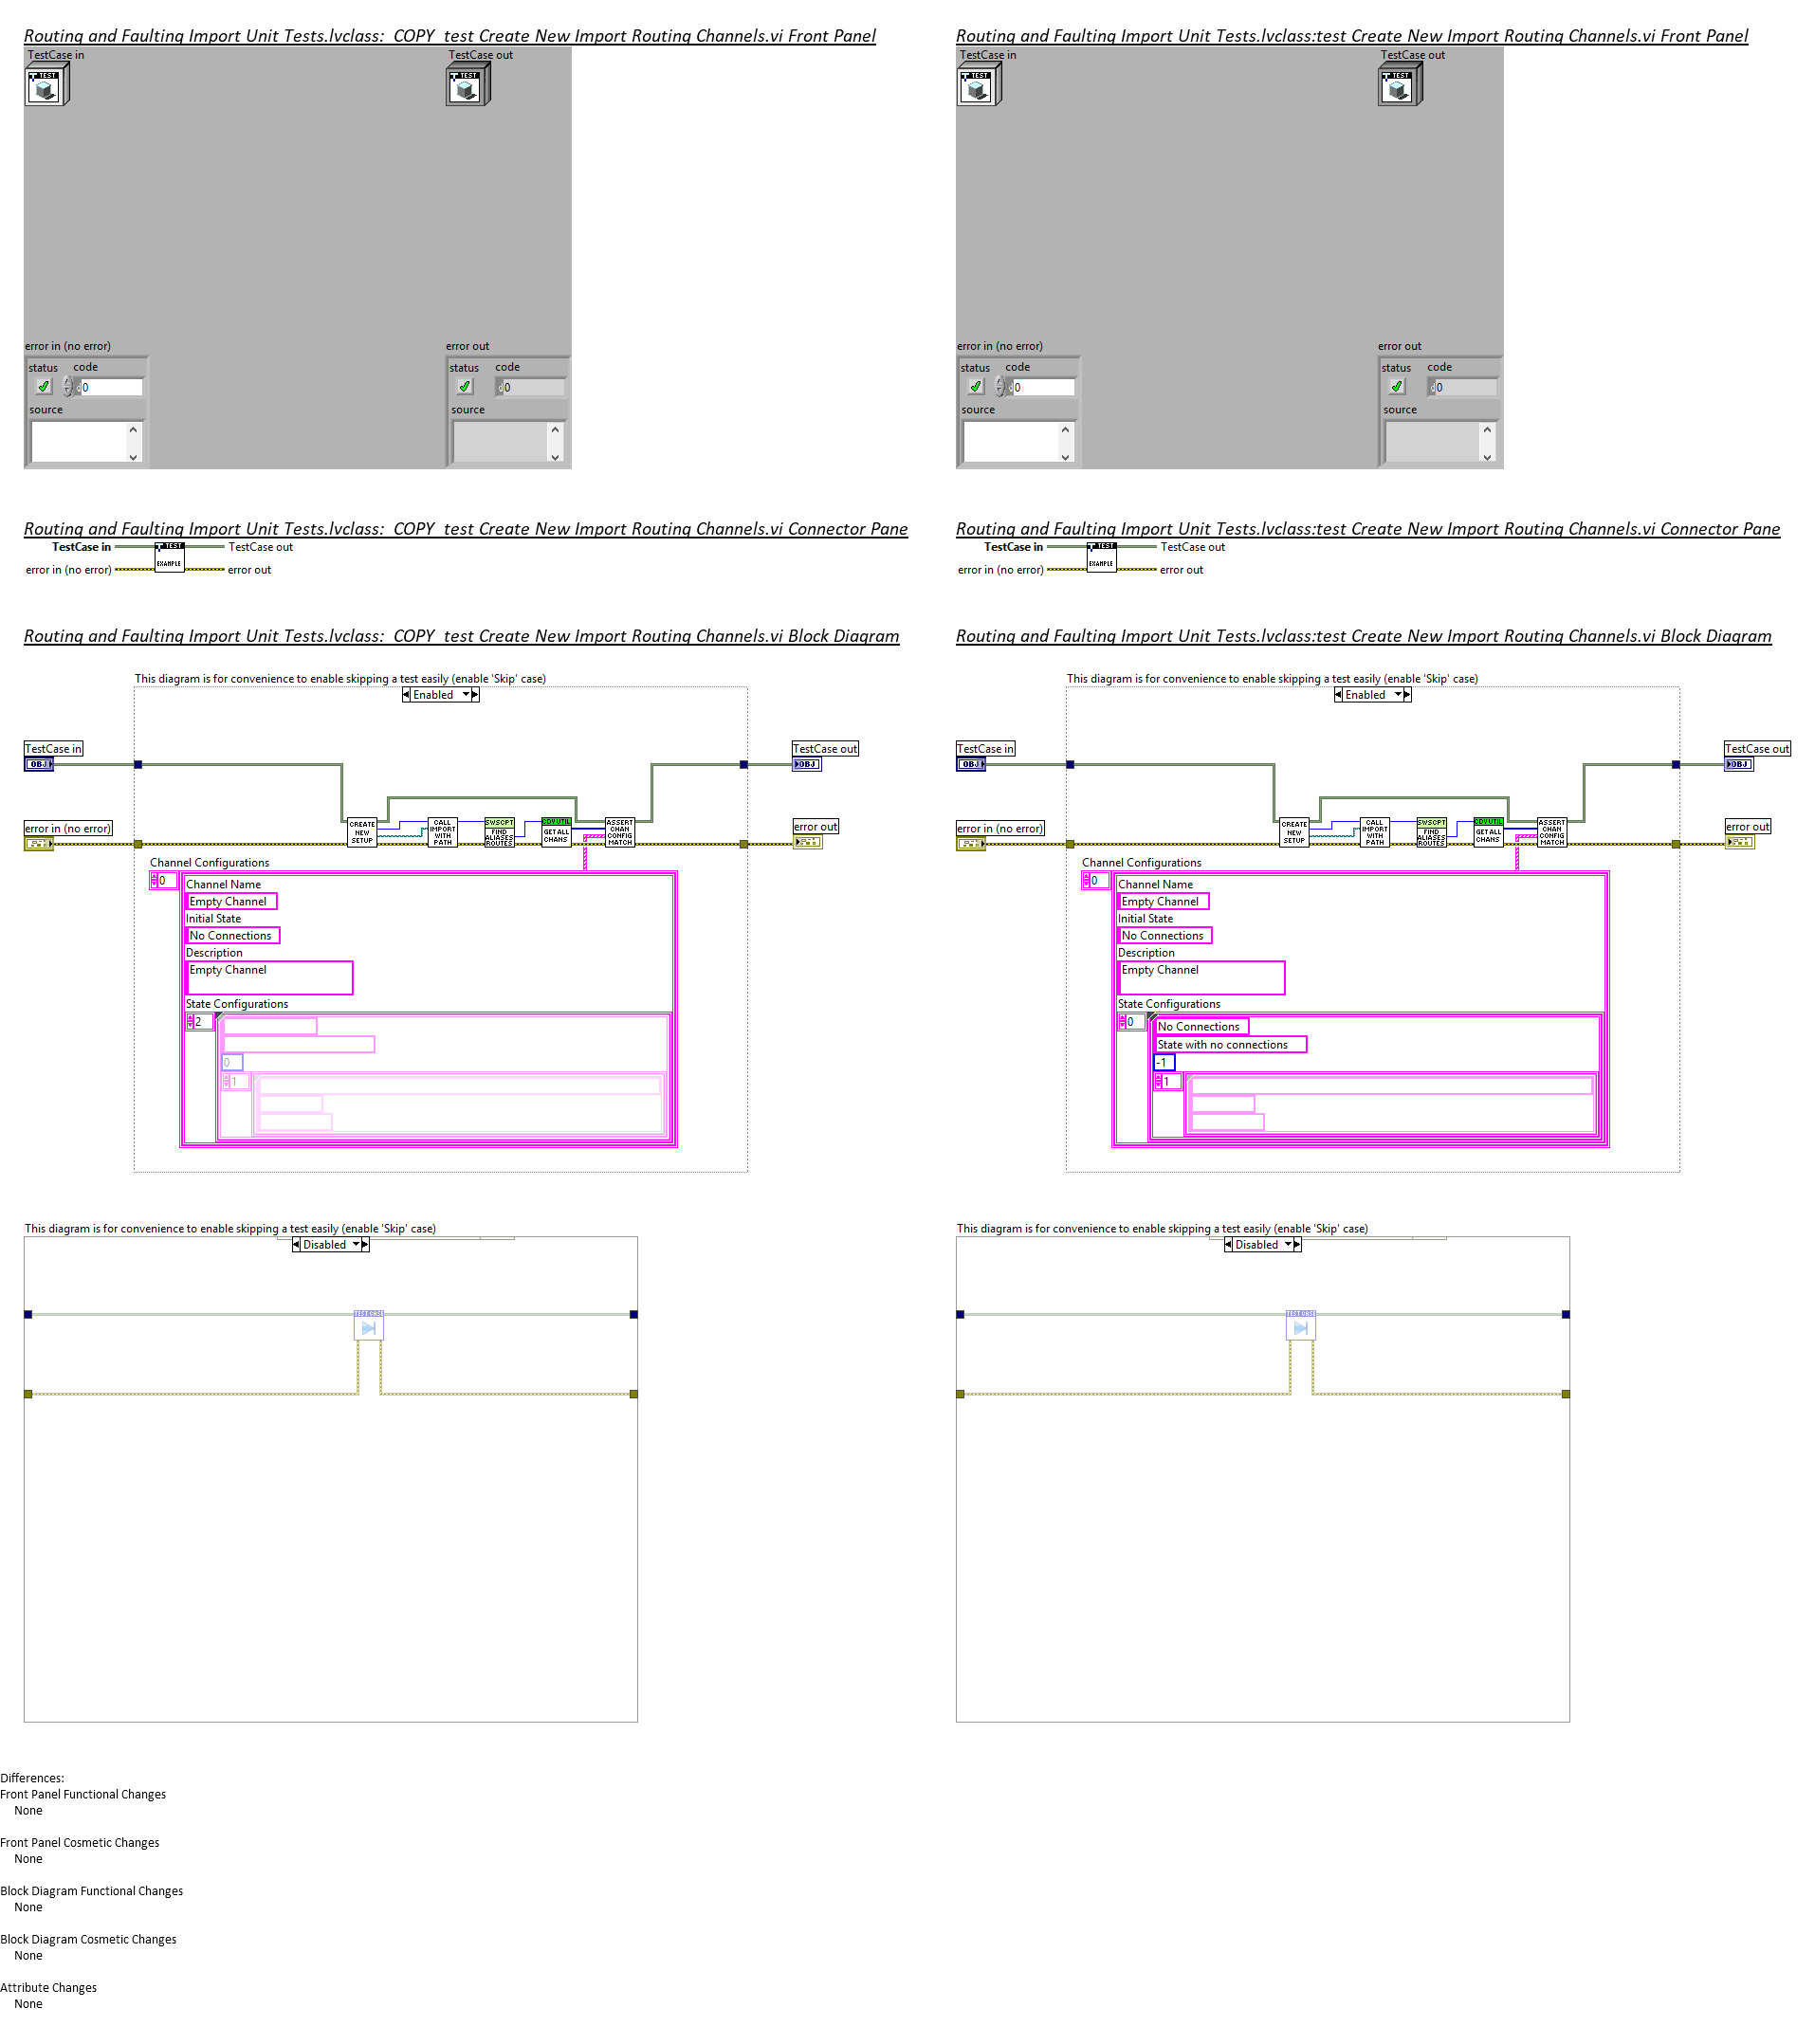 Routing and Faulting Import Unit Tests.lvclass:_COPY_test Create New Import Routing Channels.vi Front Panel
TestCase in
TestCase out
TEST
TEST
error in (no error)
error out
status code
0
source
status code
0
source
Routing and Faulting Import Unit Tests.lvclass:test Create New Import Routing Channels.vi Front Panel
TestCase in
TestCase out
TEST
TEST
error in (no error)
error out
status code
0
source
status code
0
source
Routing and Faulting Import Unit Tests.lvclass:_COPY_test Create New Import Routing Channels.vi Connector Pane
TestCase in
TEST
EXAMPLE
TestCase out
error in (no error)
error out
Routing and Faulting Import Unit Tests.lvclass:test Create New Import Routing Channels.vi Connector Pane
TestCase in
TEST
EXAMPLE
TestCase out
error in (no error)
error out
Routing and Faulting Import Unit Tests.lvclass:_COPY_test Create New Import Routing Channels.vi Block Diagram
This diagram is for convenience to enable skipping a test easily (enable 'Skip' case)
Enabled
TestCase in
OBJ
TestCase out
OBJ
error in (no error)
error out
CREATE NEW SETUP
CALL IMPORT WITH PATH
SWSCPT FIND ALIASES ROUTES
CDVUTIL GET ALL CHANS
ASSERT CHAN CONFIG MATCH
Channel Configurations
0
Channel Name
Empty Channel
Initial State
No Connections
Description
Empty Channel
State Configurations
2
0
1
Routing and Faulting Import Unit Tests.lvclass:test Create New Import Routing Channels.vi Block Diagram
This diagram is for convenience to enable skipping a test easily (enable 'Skip' case)
Enabled
TestCase in
OBJ
TestCase out
OBJ
error in (no error)
error out
CREATE NEW SETUP
CALL IMPORT WITH PATH
SWSCPT FIND ALIASES ROUTES
CDVUTIL GET ALL CHANS
ASSERT CHAN CONFIG MATCH
Channel Configurations
0
Channel Name
Empty Channel
Initial State
No Connections
Description
Empty Channel
State Configurations
0
No Connections
State with no connections
-1
1
This diagram is for convenience to enable skipping a test easily (enable 'Skip' case)
Disabled
TEST CASE
This diagram is for convenience to enable skipping a test easily (enable 'Skip' case)
Disabled
TEST CASE
Differences:
Front Panel Functional Changes
None
Front Panel Cosmetic Changes
None
Block Diagram Functional Changes
None
Block Diagram Cosmetic Changes
None
Attribute Changes
None